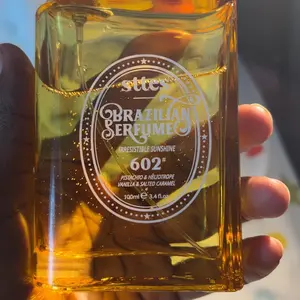 sttes
BRAZILIAN
PERFUME
IRRESISTIBLE SUNSHINE
602
PISTACHIO & HELIOTROPE
VANILLA & SALTED CARAMEL
100ml ℮ 3.4 fl.oz